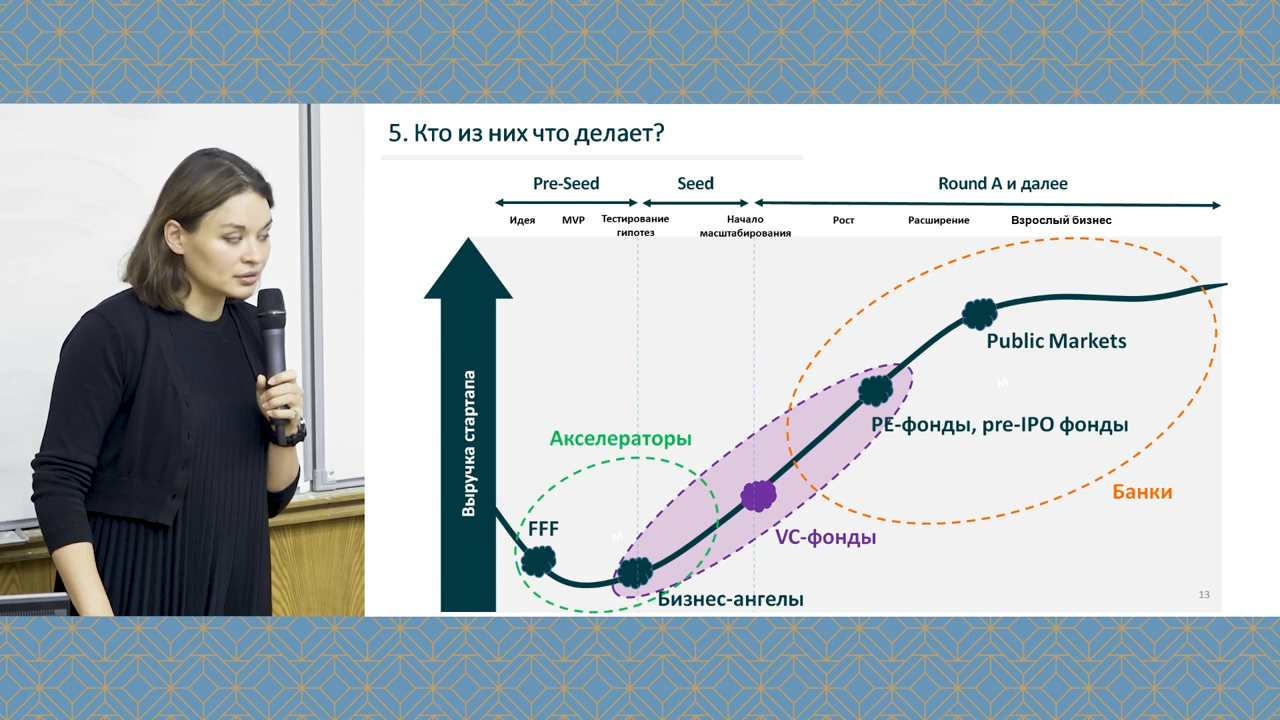 5. Кто из них что делает?
Pre-Seed
Seed
Round A и далее
Идея
MVP
Тестирование
гипотез
Начало
масштабирования
Рост
Расширение
Взрослый бизнес
Выручка стартапа
Public Markets
М
PE-фонды, pre-IPO фонды
Акселераторы
Банки
FFF
М
VC-фонды
Бизнес-ангелы
13